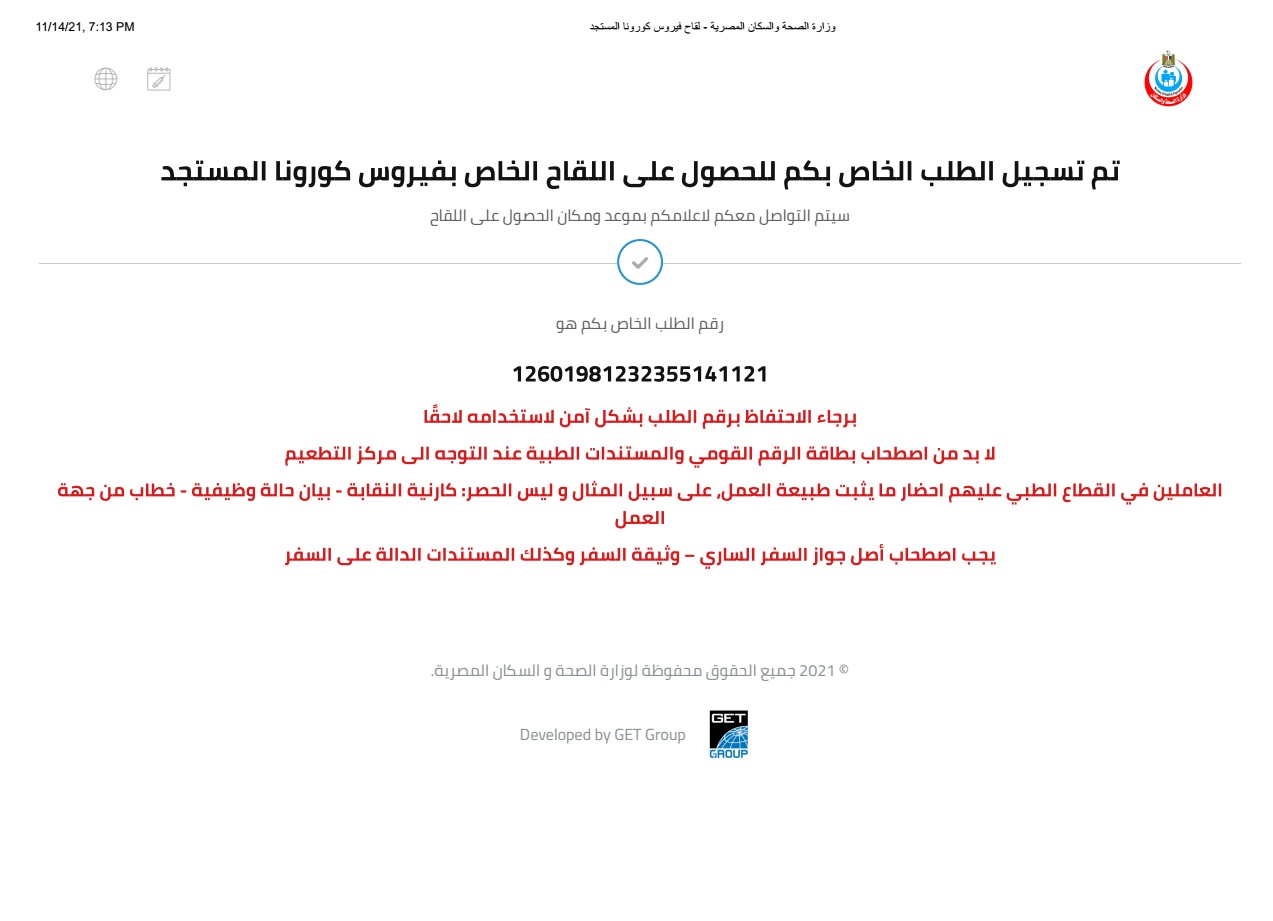 11/14/21, 7:13 PM
وزارة الصحة والسكان المصرية - لقاح فيروس كورونا المستجد
وزارة الصحة والسكان
تم تسجيل الطلب الخاص بكم للحصول على اللقاح الخاص بفيروس كورونا المستجد
سيتم التواصل معكم لاعلامكم بموعد ومكان الحصول على اللقاح
رقم الطلب الخاص بكم هو
12601981232355141121
برجاء الاحتفاظ برقم الطلب بشكل آمن لاستخدامه لاحقًا
لا بد من اصطحاب بطاقة الرقم القومي والمستندات الطبية عند التوجه الى مركز التطعيم
العاملين في القطاع الطبي عليهم احضار ما يثبت طبيعة العمل, على سبيل المثال و ليس الحصر: كارنية النقابة - بيان حالة وظيفية - خطاب من جهة
العمل
يجب اصطحاب أصل جواز السفر الساري – وثيقة السفر وكذلك المستندات الدالة على السفر
© 2021 جميع الحقوق محفوظة لوزارة الصحة و السكان المصرية.
Developed by GET Group
GET
GROUP